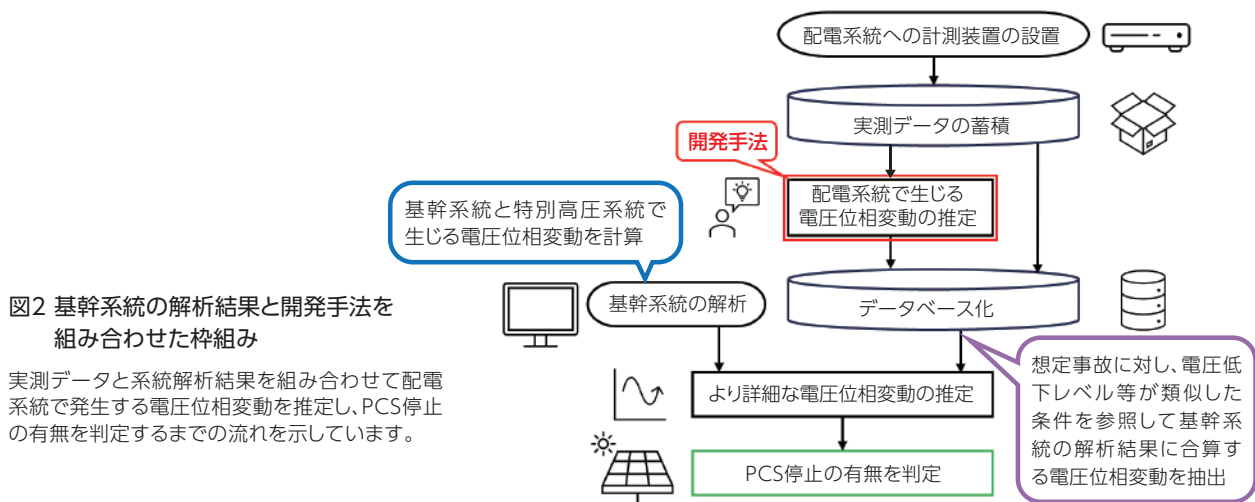 配電系統への計測装置の設置
実測データの蓄積
開発手法
配電系統で生じる
電圧位相変動の推定
基幹系統と特別高圧系統で
生じる電圧位相変動を計算
基幹系統の解析
データベース化
図2 基幹系統の解析結果と開発手法を
組み合わせた枠組み
実測データと系統解析結果を組み合わせて配電
系統で発生する電圧位相変動を推定し、PCS停止
の有無を判定するまでの流れを示しています。
より詳細な電圧位相変動の推定
想定事故に対し、電圧低
下レベル等が類似した
条件を参照して基幹系
統の解析結果に合算す
る電圧位相変動を抽出
PCS停止の有無を判定